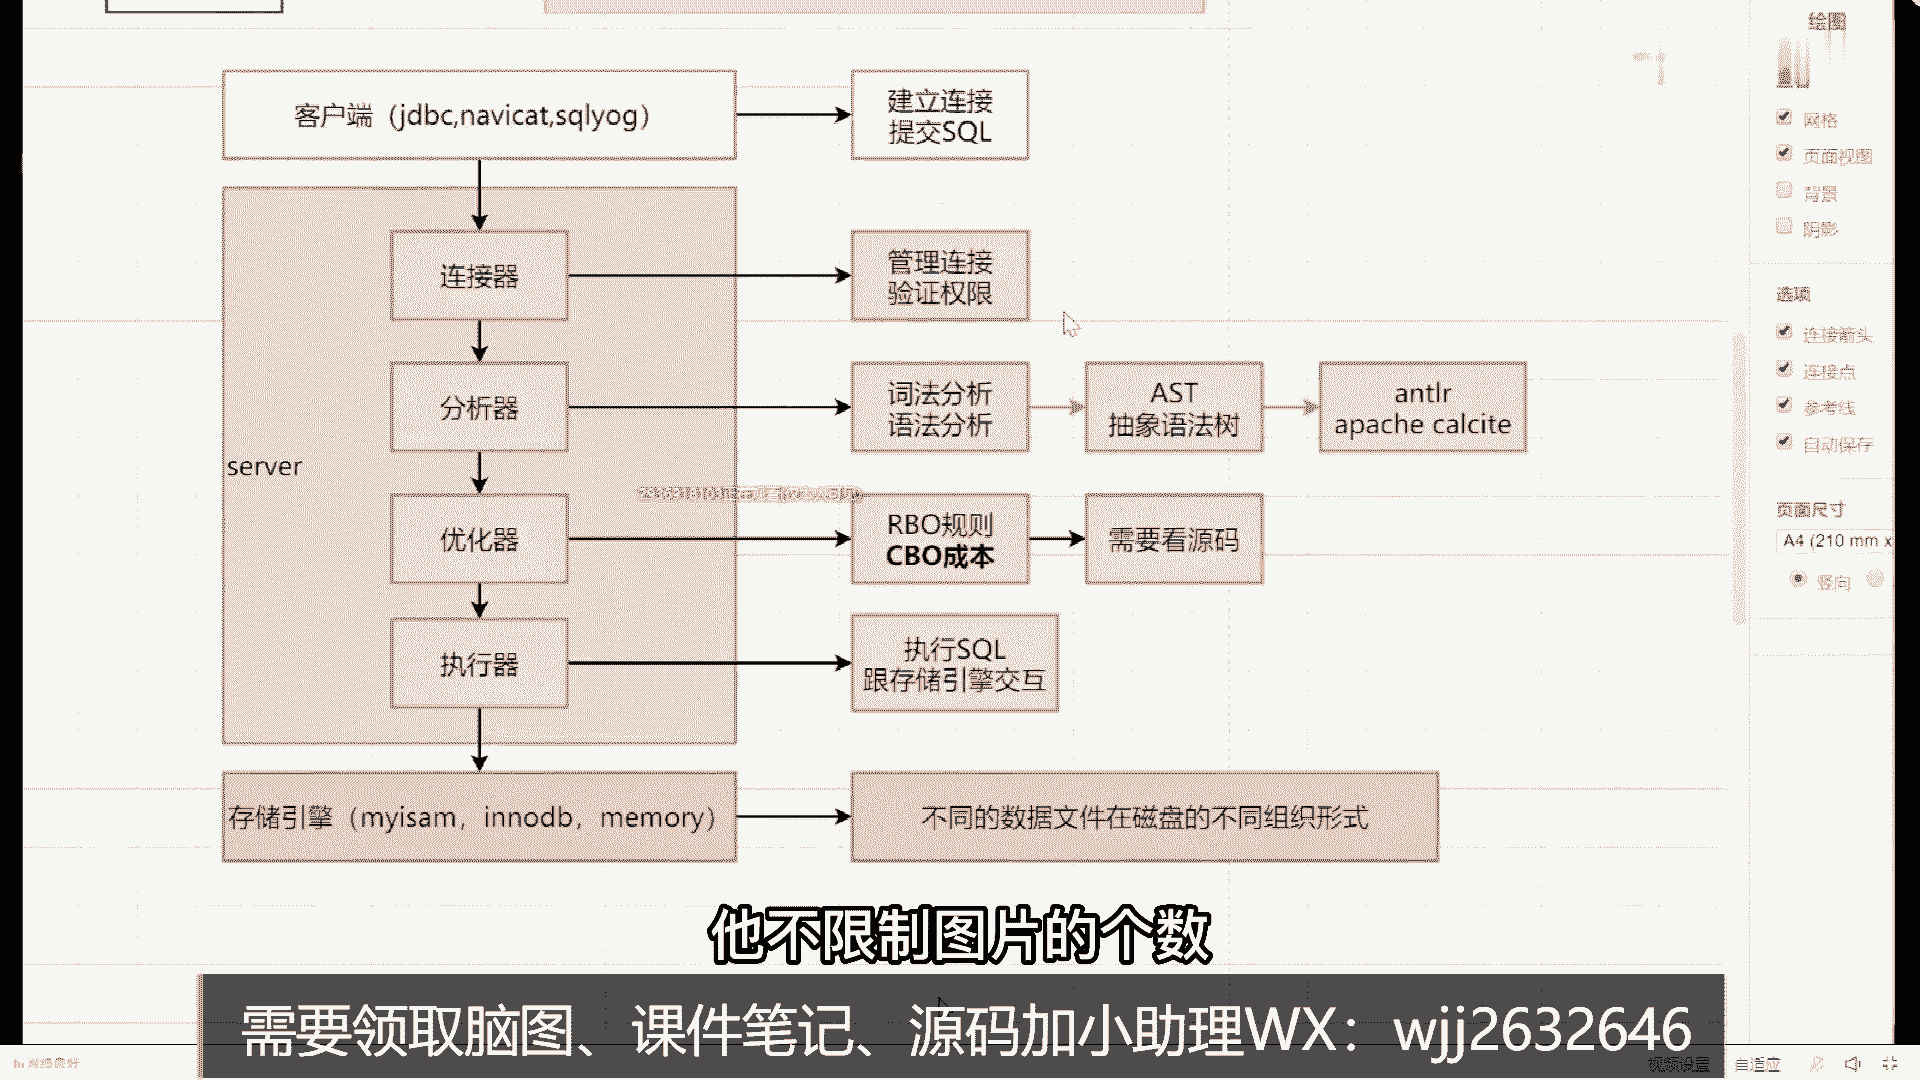 绘图
客户端（jdbc,navicat,sqlyog）
建立连接
提交SQL
网格
页面视图
背景
阴影
连接器
管理连接
验证权限
选项
连接箭头
连接点
参考线
自动保存
分析器
词法分析
语法分析
AST
抽象语法树
antlr
apache calcite
server
优化器
RBO规则
CBO成本
需要看源码
页面尺寸
A4 (210 mm x
竖向
执行器
执行SQL
跟存储引擎交互
存储引擎（myisam，innodb，memory）
不同的数据文件在磁盘的不同组织形式
他不限制图片的个数
需要领取脑图、课件笔记、源码加小助理WX：wjj2632646
视频设置
自适应